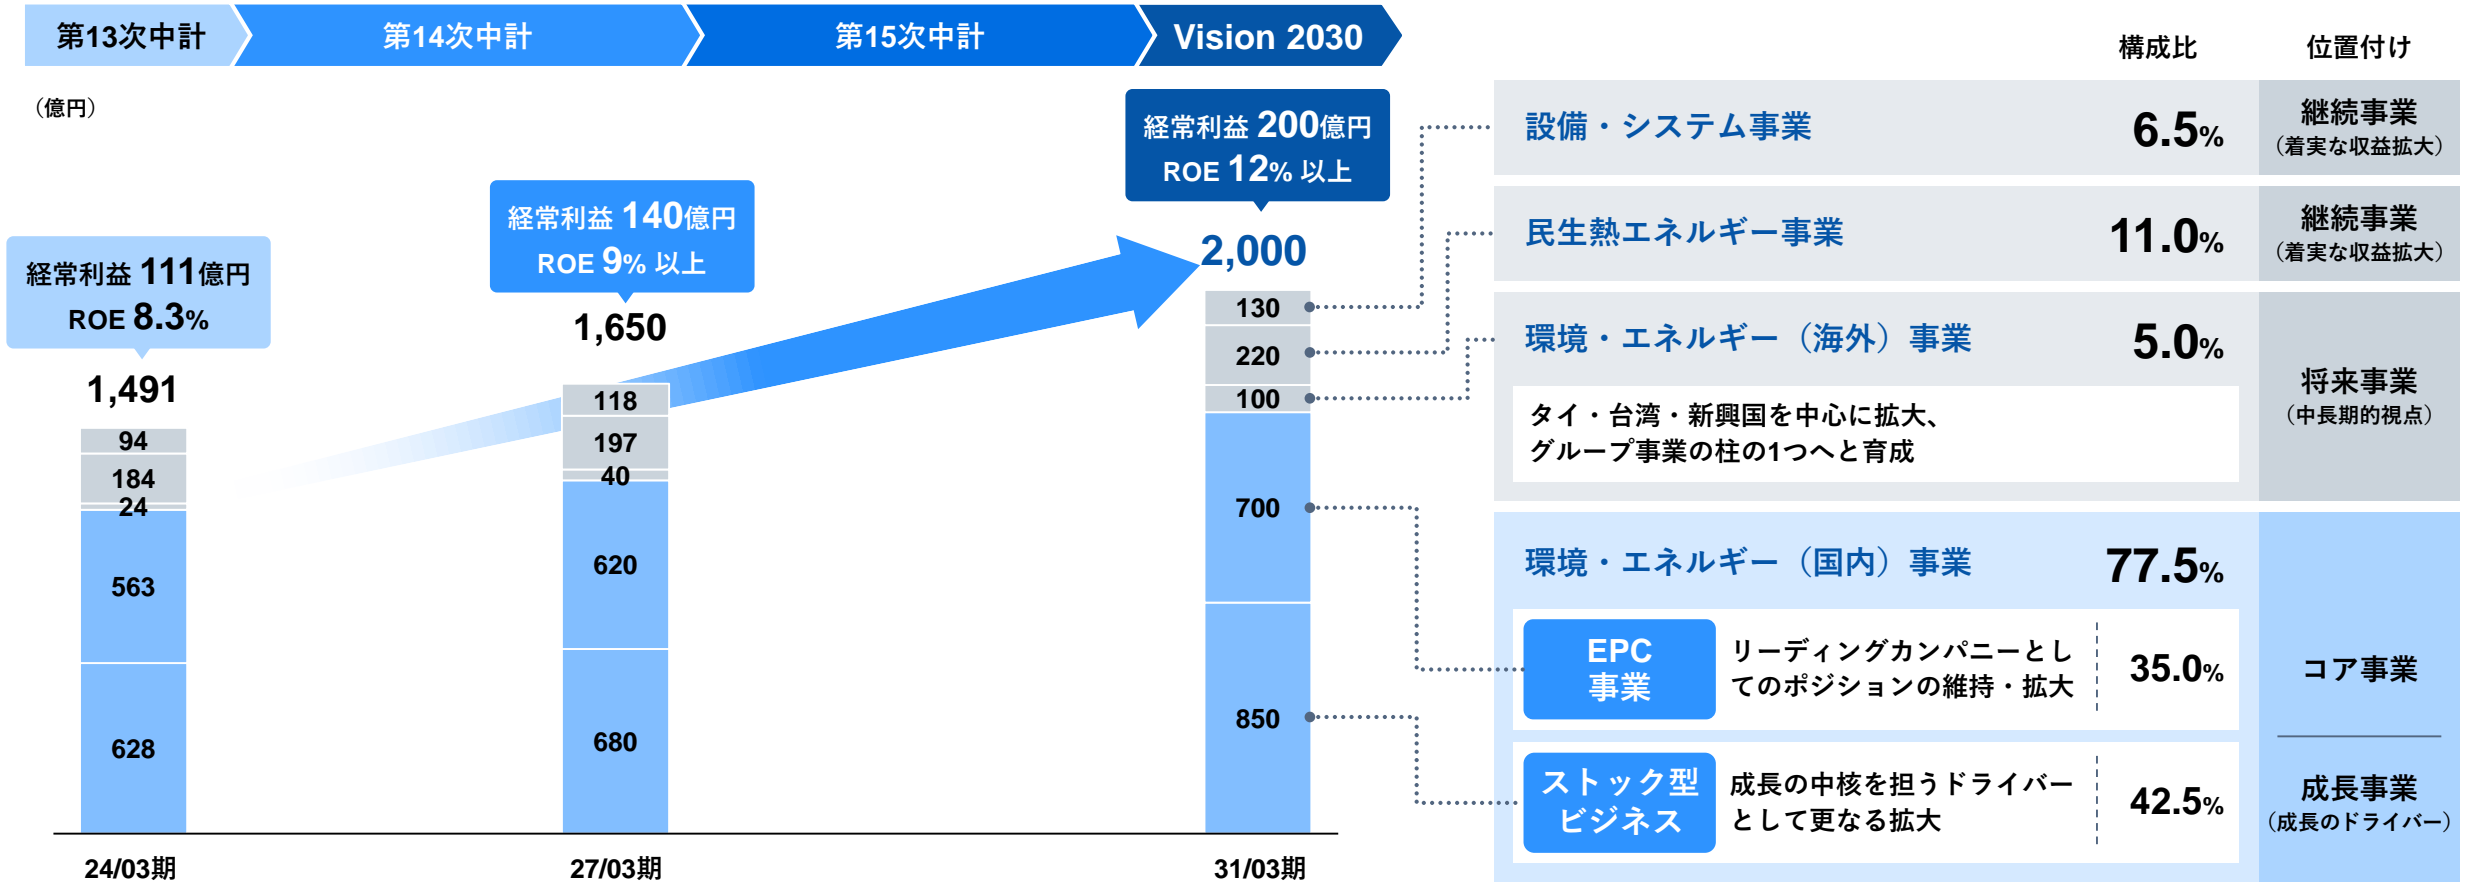 第13次中計
第14次中計
第15次中計
Vision 2030
（億円）
経常利益 111億円
ROE 8.3%
1,491
94
184
24
563
628
24/03期
経常利益 140億円
ROE 9% 以上
1,650
118
197
40
620
680
27/03期
経常利益 200億円
ROE 12% 以上
2,000
130
220
100
700
850
31/03期
構成比
位置付け
設備・システム事業
6.5%
継続事業
（着実な収益拡大）
民生熱エネルギー事業
11.0%
継続事業
（着実な収益拡大）
環境・エネルギー（海外）事業
5.0%
タイ・台湾・新興国を中心に拡大、
グループ事業の柱の1つへと育成
将来事業
（中長期的視点）
環境・エネルギー（国内）事業
77.5%
EPC
事業
リーディングカンパニーとし
てのポジションの維持・拡大
35.0%
コア事業
ストック型
ビジネス
成長の中核を担うドライバー
として更なる拡大
42.5%
成長事業
（成長のドライバー）